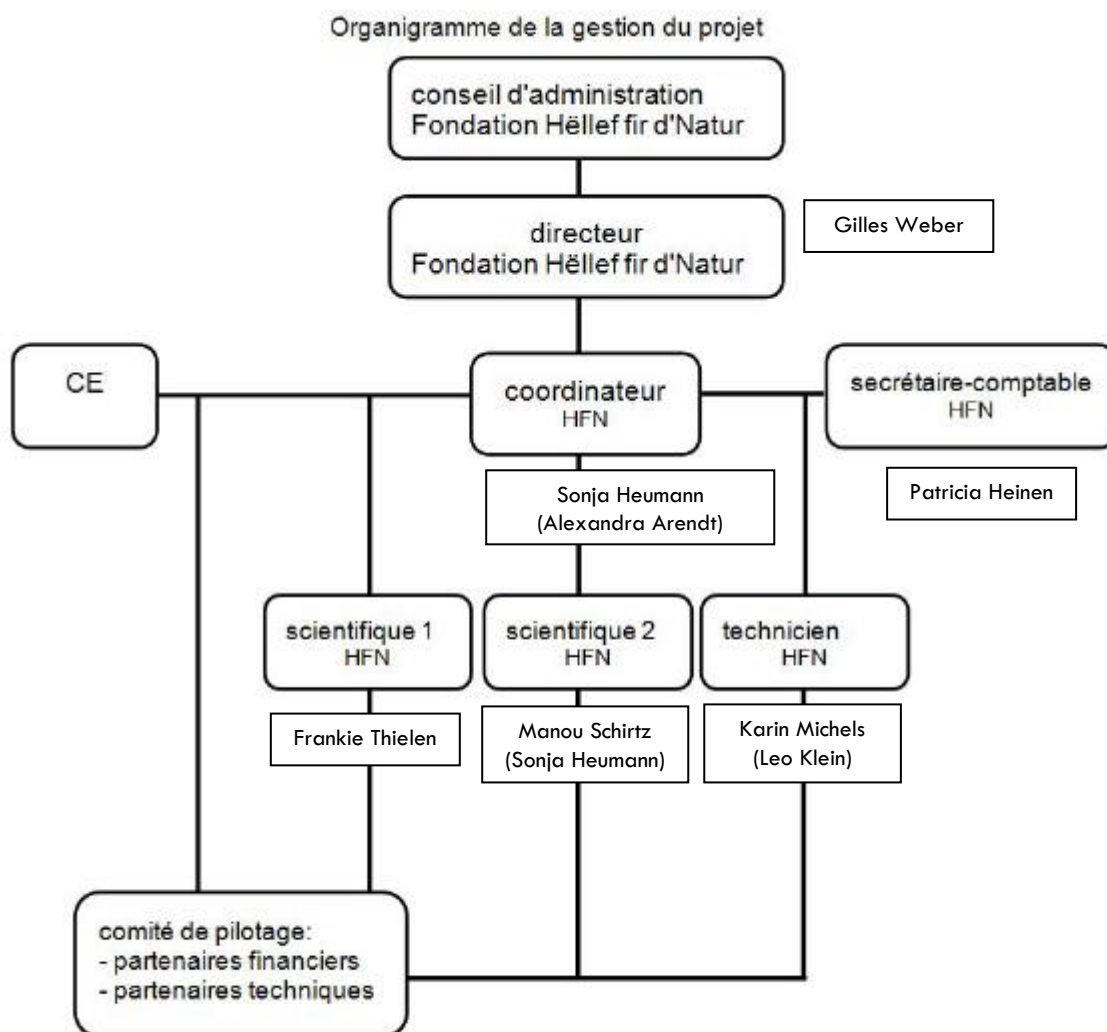 Organigramme de la gestion du projet
conseil d'administration
Fondation Hëllef fir d'Natur
directeur
Fondation Hëllef fir d'Natur
Gilles Weber
CE
coordinateur
HFN
secrétaire-comptable
HFN
Sonja Heumann
(Alexandra Arendt)
Patricia Heinen
scientifique 1
HFN
scientifique 2
HFN
technicien
HFN
Frankie Thielen
Manou Schirtz
(Sonja Heumann)
Karin Michels
(Leo Klein)
comité de pilotage:
- partenaires financiers
- partenaires techniques